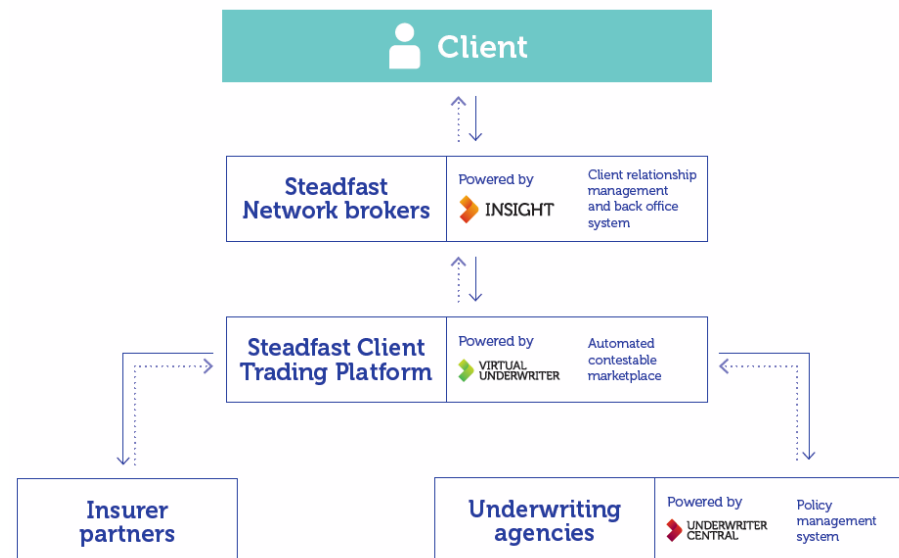 Client
Steadfast
Network brokers
Powered by
INSIGHT
Client relationship
management
and back office
system
Steadfast Client
Trading Platform
Powered by
VIRTUAL
UNDERWRITER
Automated
contestable
marketplace
Insurer
partners
Underwriting
agencies
Powered by
UNDERWRITER
CENTRAL
Policy
management
system